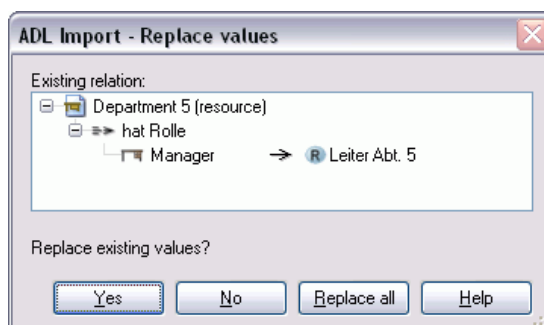 ADL Import - Replace values
Existing relation:
Department 5 (resource)
hat Rolle
Manager → R Leiter Abt. 5
Replace existing values?
Yes No Replace all Help